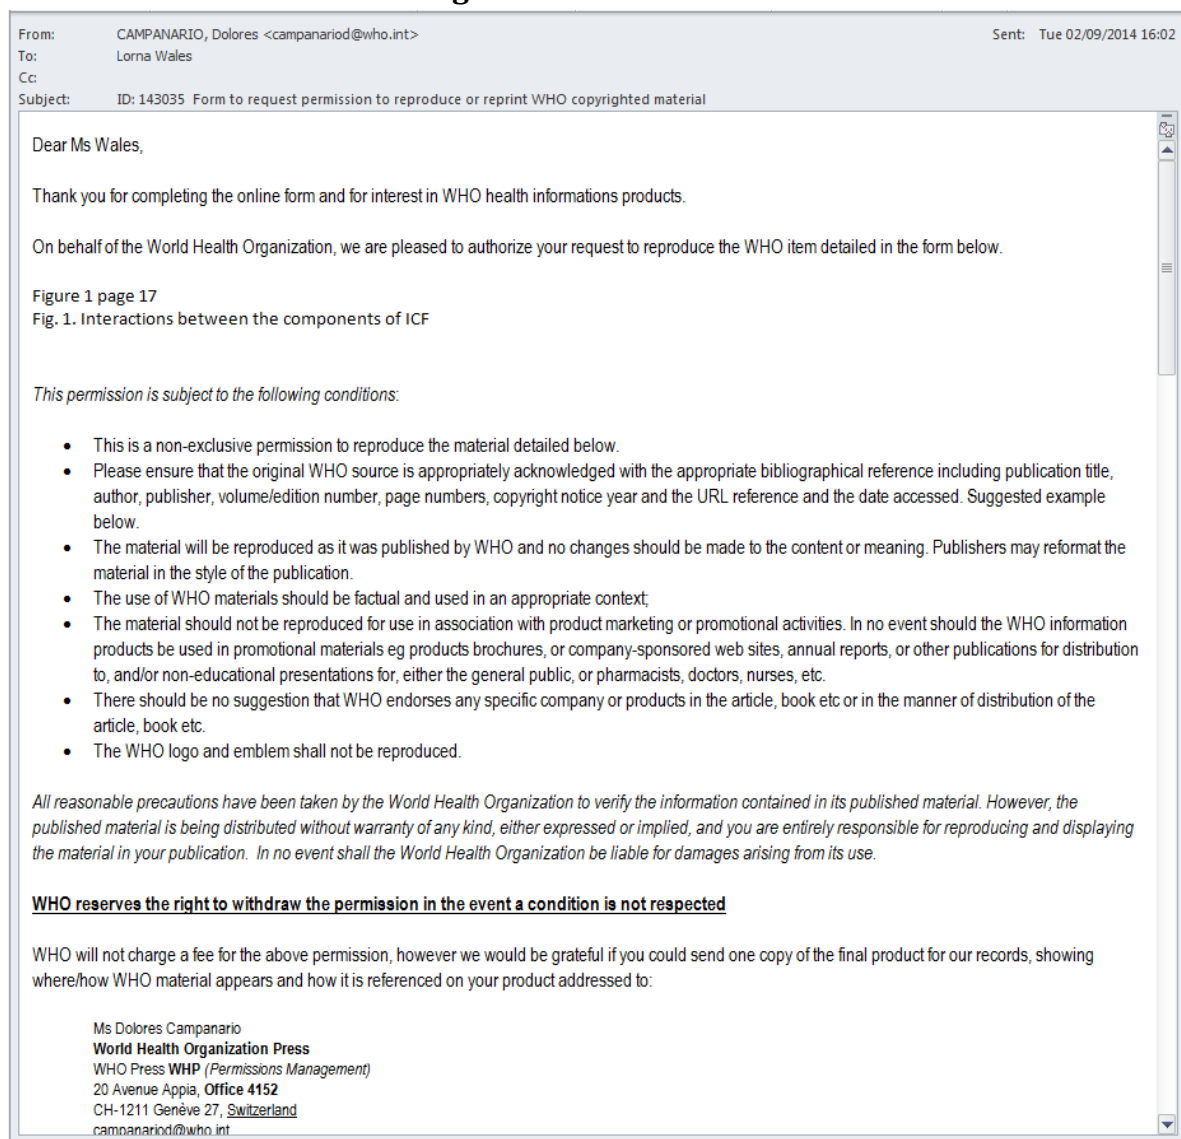 From: CAMPANARIO, Dolores <campanariod@who.int> Sent: Tue 02/09/2014 16:02
To: Lorna Wales
Cc:
Subject: ID: 143035 Form to request permission to reproduce or reprint WHO copyrighted material
Dear Ms Wales,
Thank you for completing the online form and for interest in WHO health informations products.
On behalf of the World Health Organization, we are pleased to authorize your request to reproduce the WHO item detailed in the form below.
Figure 1 page 17
Fig. 1. Interactions between the components of ICF
This permission is subject to the following conditions:
• This is a non-exclusive permission to reproduce the material detailed below.
• Please ensure that the original WHO source is appropriately acknowledged with the appropriate bibliographical reference including publication title,
author, publisher, volume/edition number, page numbers, copyright notice year and the URL reference and the date accessed. Suggested example
below.
• The material will be reproduced as it was published by WHO and no changes should be made to the content or meaning. Publishers may reformat the
material in the style of the publication.
• The use of WHO materials should be factual and used in an appropriate context;
• The material should not be reproduced for use in association with product marketing or promotional activities. In no event should the WHO information
products be used in promotional materials eg products brochures, or company-sponsored web sites, annual reports, or other publications for distribution
to, and/or non-educational presentations for, either the general public, or pharmacists, doctors, nurses, etc.
• There should be no suggestion that WHO endorses any specific company or products in the article, book etc or in the manner of distribution of the
article, book etc.
• The WHO logo and emblem shall not be reproduced.
All reasonable precautions have been taken by the World Health Organization to verify the information contained in its published material. However, the
published material is being distributed without warranty of any kind, either expressed or implied, and you are entirely responsible for reproducing and displaying
the material in your publication. In no event shall the World Health Organization be liable for damages arising from its use.
WHO reserves the right to withdraw the permission in the event a condition is not respected
WHO will not charge a fee for the above permission, however we would be grateful if you could send one copy of the final product for our records, showing
where/how WHO material appears and how it is referenced on your product addressed to:
Ms Dolores Campanario
World Health Organization Press
WHO Press WHP (Permissions Management)
20 Avenue Appia, Office 4152
CH-1211 Genève 27, Switzerland
campanariod@who.int